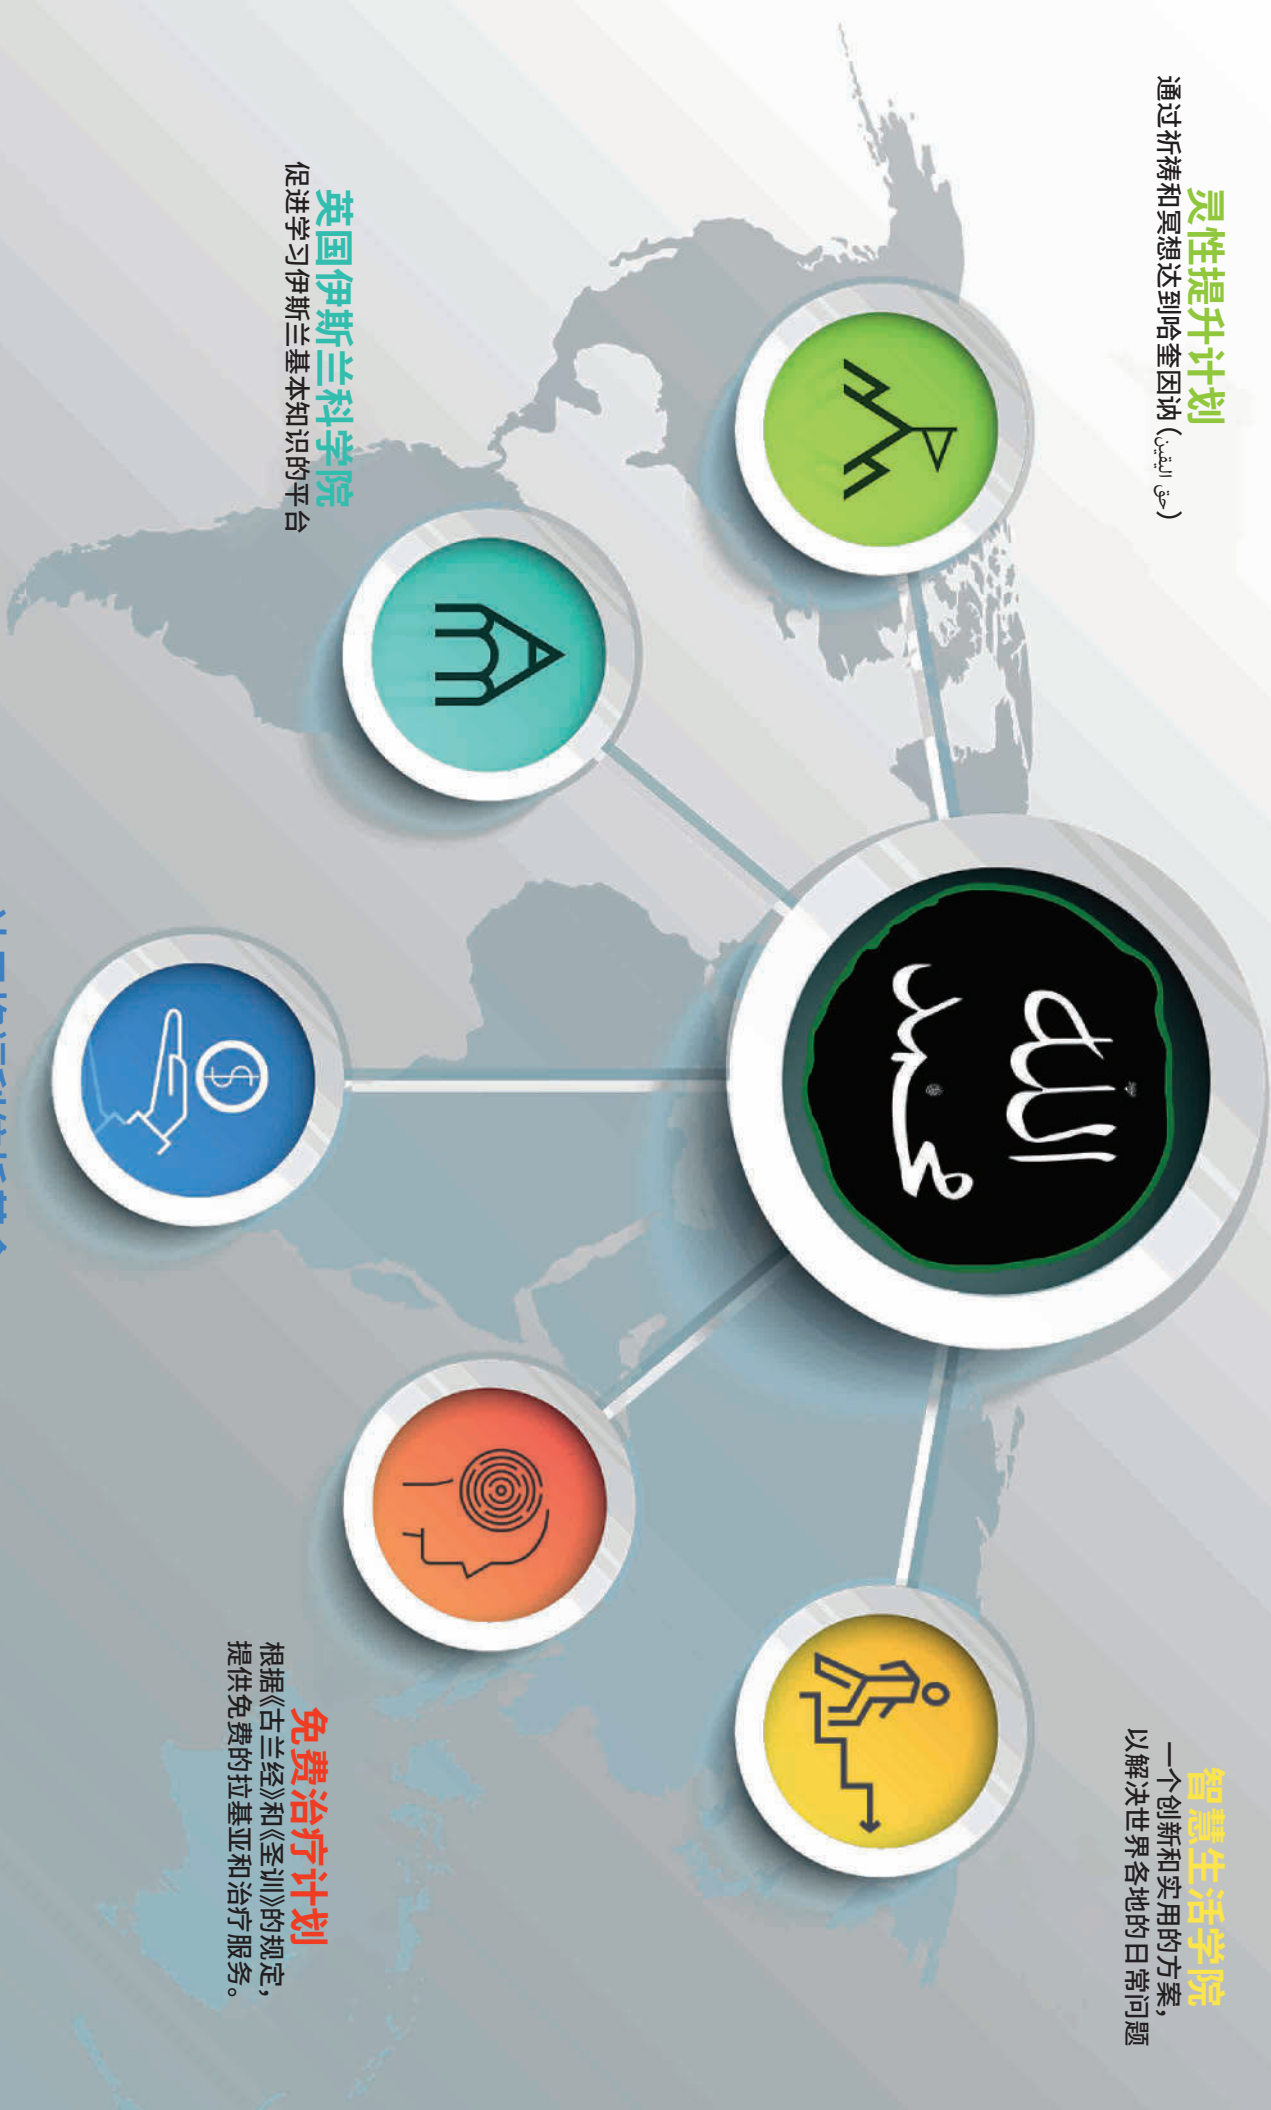 灵性提升计划
通过祈祷和冥想达到哈奎因讷 (حق اليقين)
英国伊斯兰科学院
促进学习伊斯兰基本知识的平台
الله
محمد
智慧生活学院
一个创新和实用的方案，
以解决世界各地的日常问题
免费治疗计划
根据《古兰经》和《圣训》的规定，
提供免费的拉基亚和治疗服务。